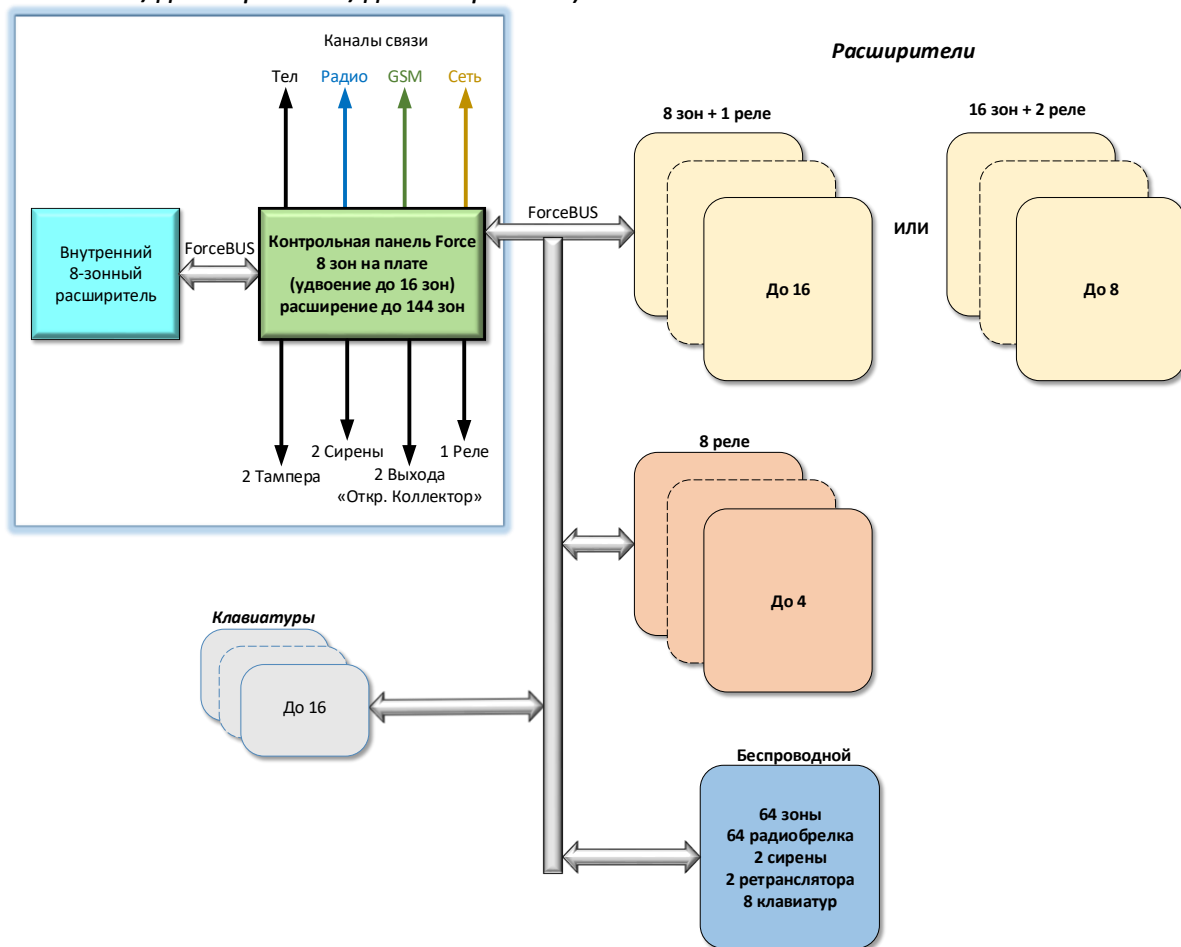 Каналы связи
Тел
Радио
GSM
Сеть
Расширители
8 зон + 1 реле
16 зон + 2 реле
Внутренний
8-зонный
расширитель
ForceBUS
Контрольная панель Force
8 зон на плате
(удвоение до 16 зон)
расширение до 144 зон
ForceBUS
До 16
или
До 8
2 Тампера
2 Сирены
2 Выхода
«Откр. Коллектор»
1 Реле
8 реле
До 4
Клавиатуры
До 16
Беспроводной
64 зоны
64 радиобрелка
2 сирены
2 ретранслятора
8 клавиатур